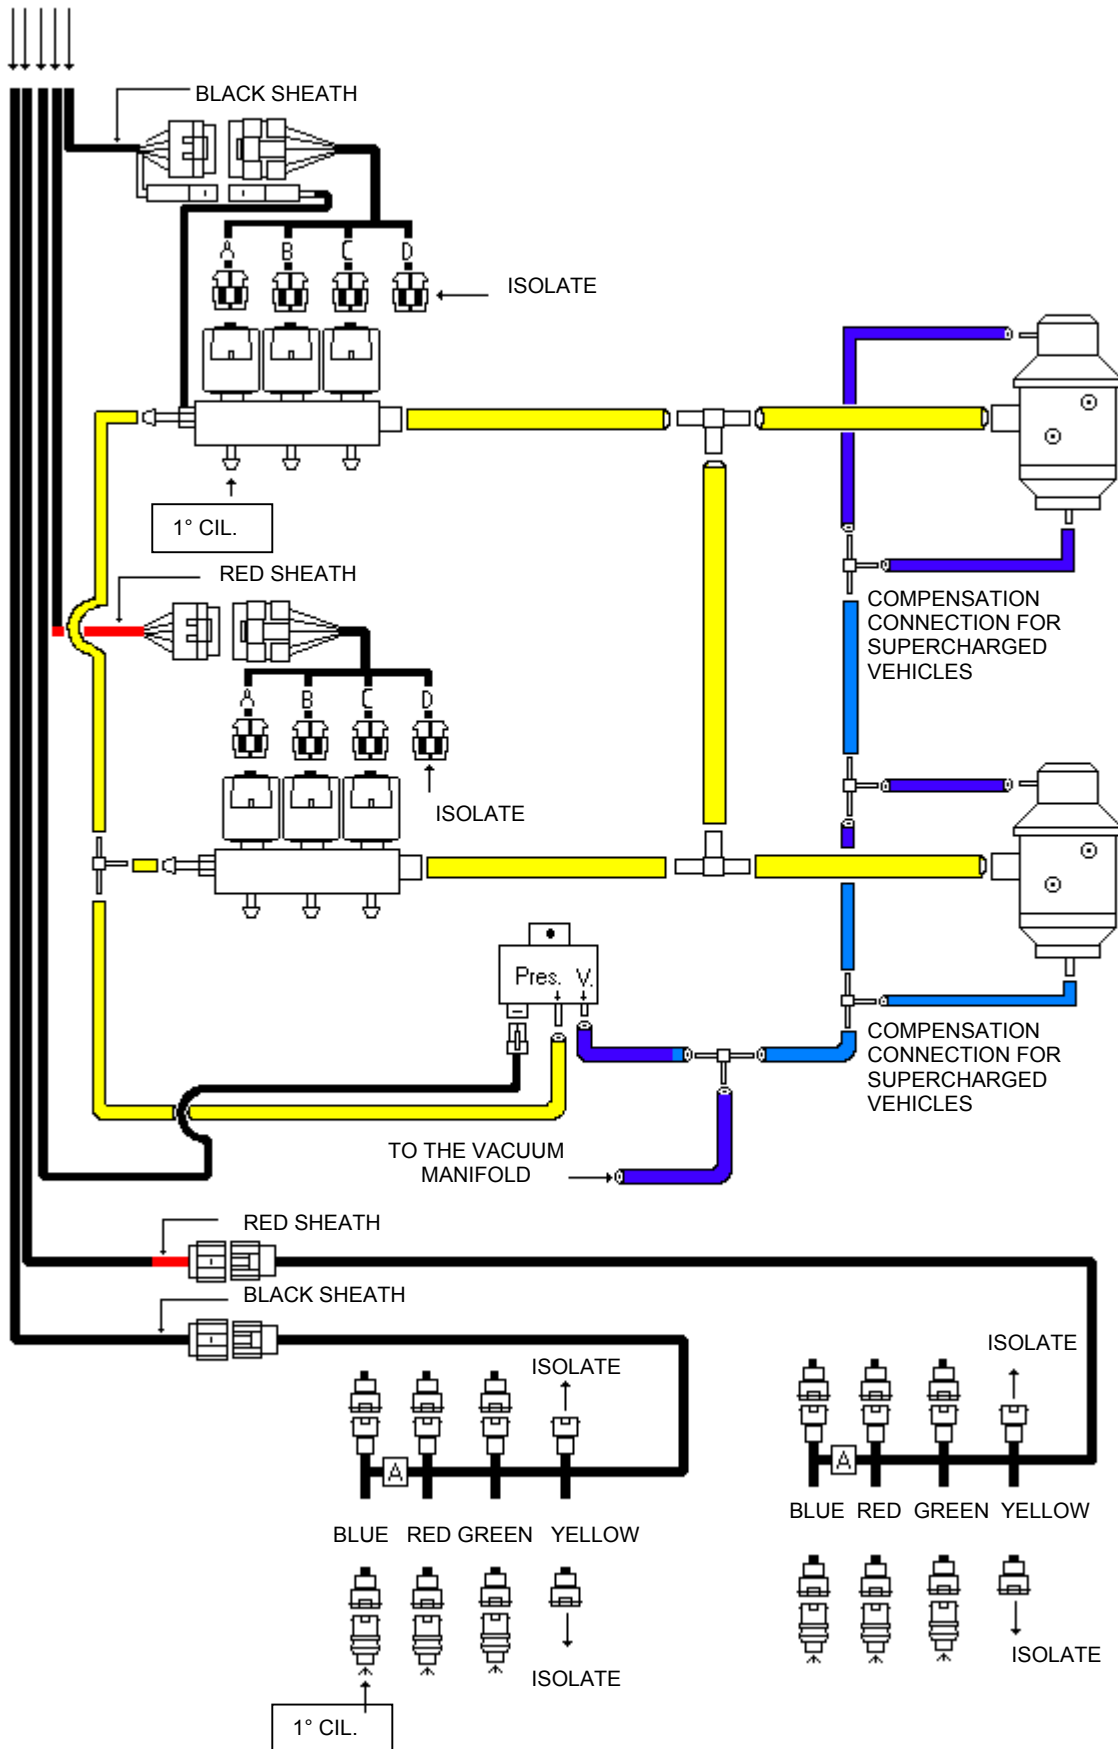 BLACK SHEATH
A B C D
ISOLATE
1° CIL.
RED SHEATH
COMPENSATION
CONNECTION FOR
SUPERCHARGED
VEHICLES
A B C D
ISOLATE
Pres. V.
COMPENSATION
CONNECTION FOR
SUPERCHARGED
VEHICLES
TO THE VACUUM
MANIFOLD
RED SHEATH
BLACK SHEATH
ISOLATE
ISOLATE
A
A
BLUE RED GREEN YELLOW
BLUE RED GREEN YELLOW
ISOLATE
ISOLATE
1° CIL.